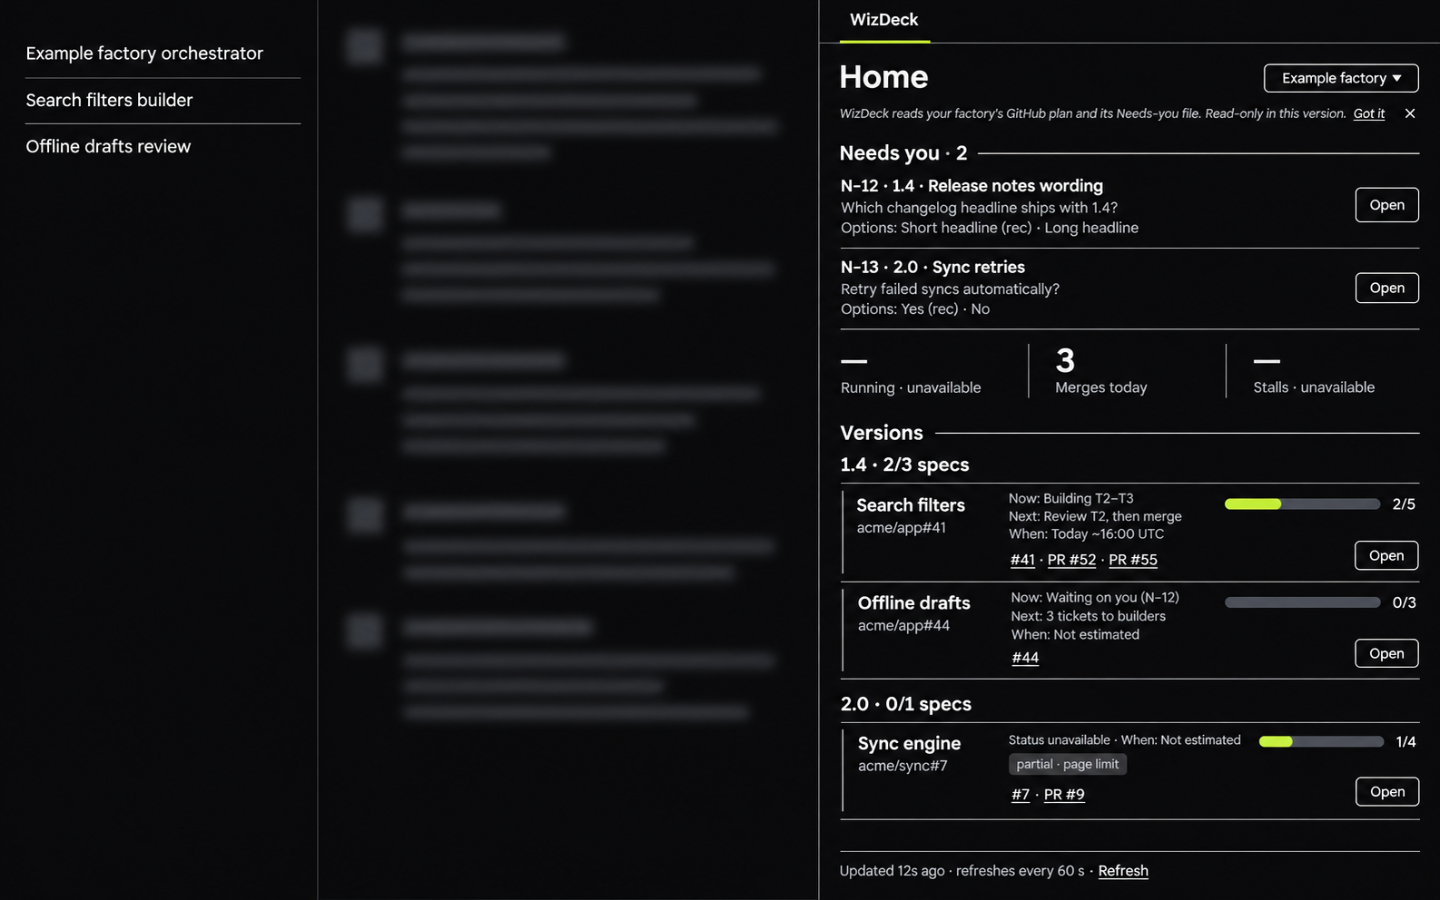 Example factory orchestrator
Search filters builder
Offline drafts review
WizDeck
Home
Example factory ▼
WizDeck reads your factory's GitHub plan and its Needs-you file. Read-only in this version. Got it ✕
Needs you · 2
N-12 · 1.4 · Release notes wording
Which changelog headline ships with 1.4?
Options: Short headline (rec) · Long headline
Open
N-13 · 2.0 · Sync retries
Retry failed syncs automatically?
Options: Yes (rec) · No
Open
—
Running · unavailable
3
Merges today
—
Stalls · unavailable
Versions
1.4 · 2/3 specs
Search filters
acme/app#41
Now: Building T2–T3
Next: Review T2, then merge
When: Today ~16:00 UTC
#41 · PR #52 · PR #55
2/5
Open
Offline drafts
acme/app#44
Now: Waiting on you (N-12)
Next: 3 tickets to builders
When: Not estimated
#44
0/3
Open
2.0 · 0/1 specs
Sync engine
acme/sync#7
Status unavailable · When: Not estimated
partial · page limit
#7 · PR #9
1/4
Open
Updated 12s ago · refreshes every 60 s · Refresh